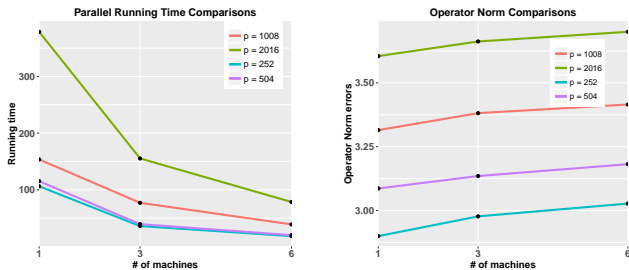 Parallel Running Time Comparisons
Running time
300
200
100
p = 1008
p = 2016
p = 252
p = 504
1
3
6
# of machines
Operator Norm Comparisons
Operator Norm errors
3.50
3.25
3.00
p = 1008
p = 2016
p = 252
p = 504
1
3
6
# of machines